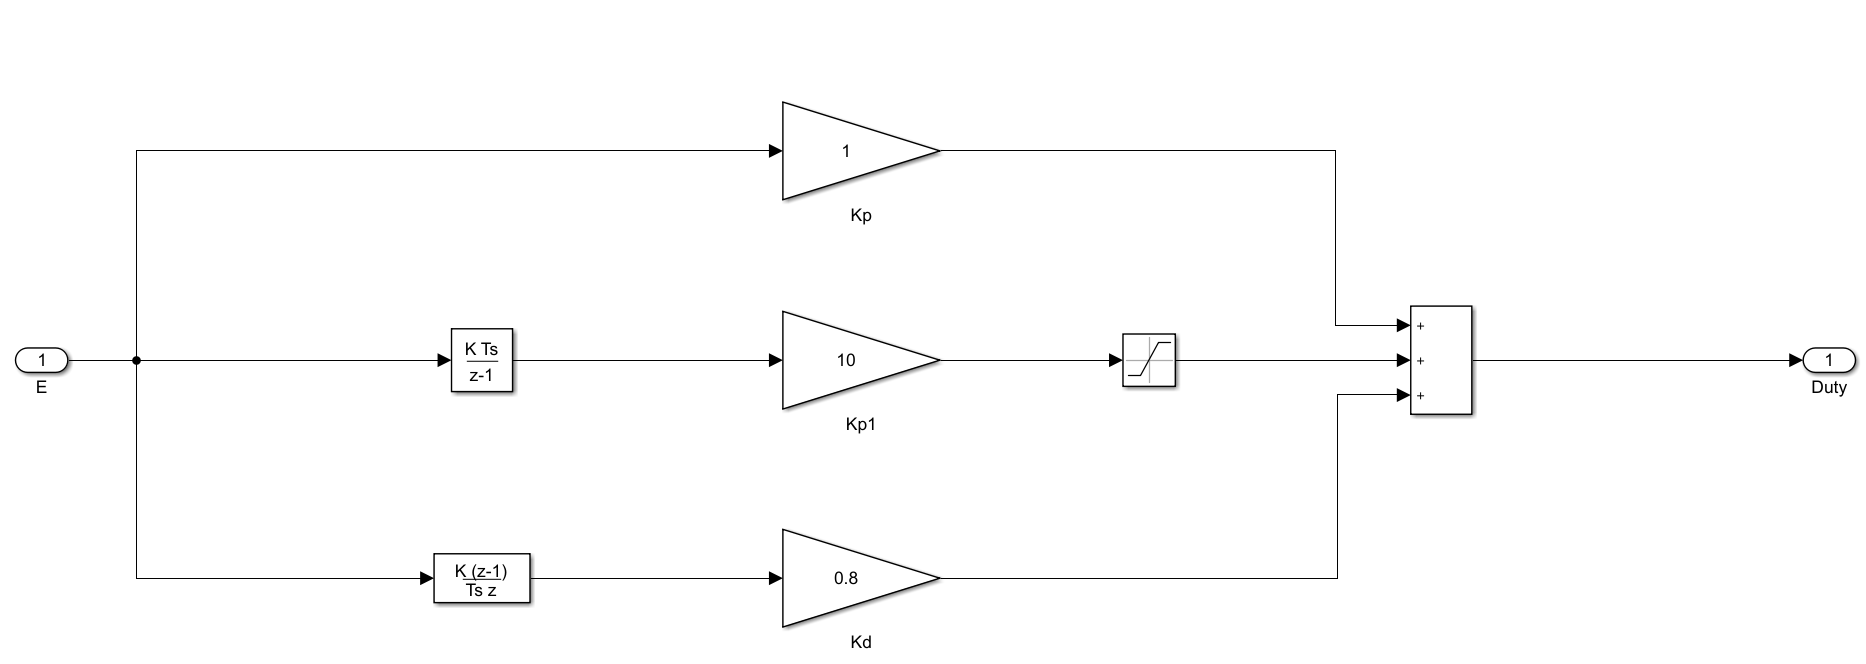 1
Kp
1
E
K Ts
z-1
10
Kp1
+
+
+
1
Duty
K (z-1)
Ts z
0.8
Kd